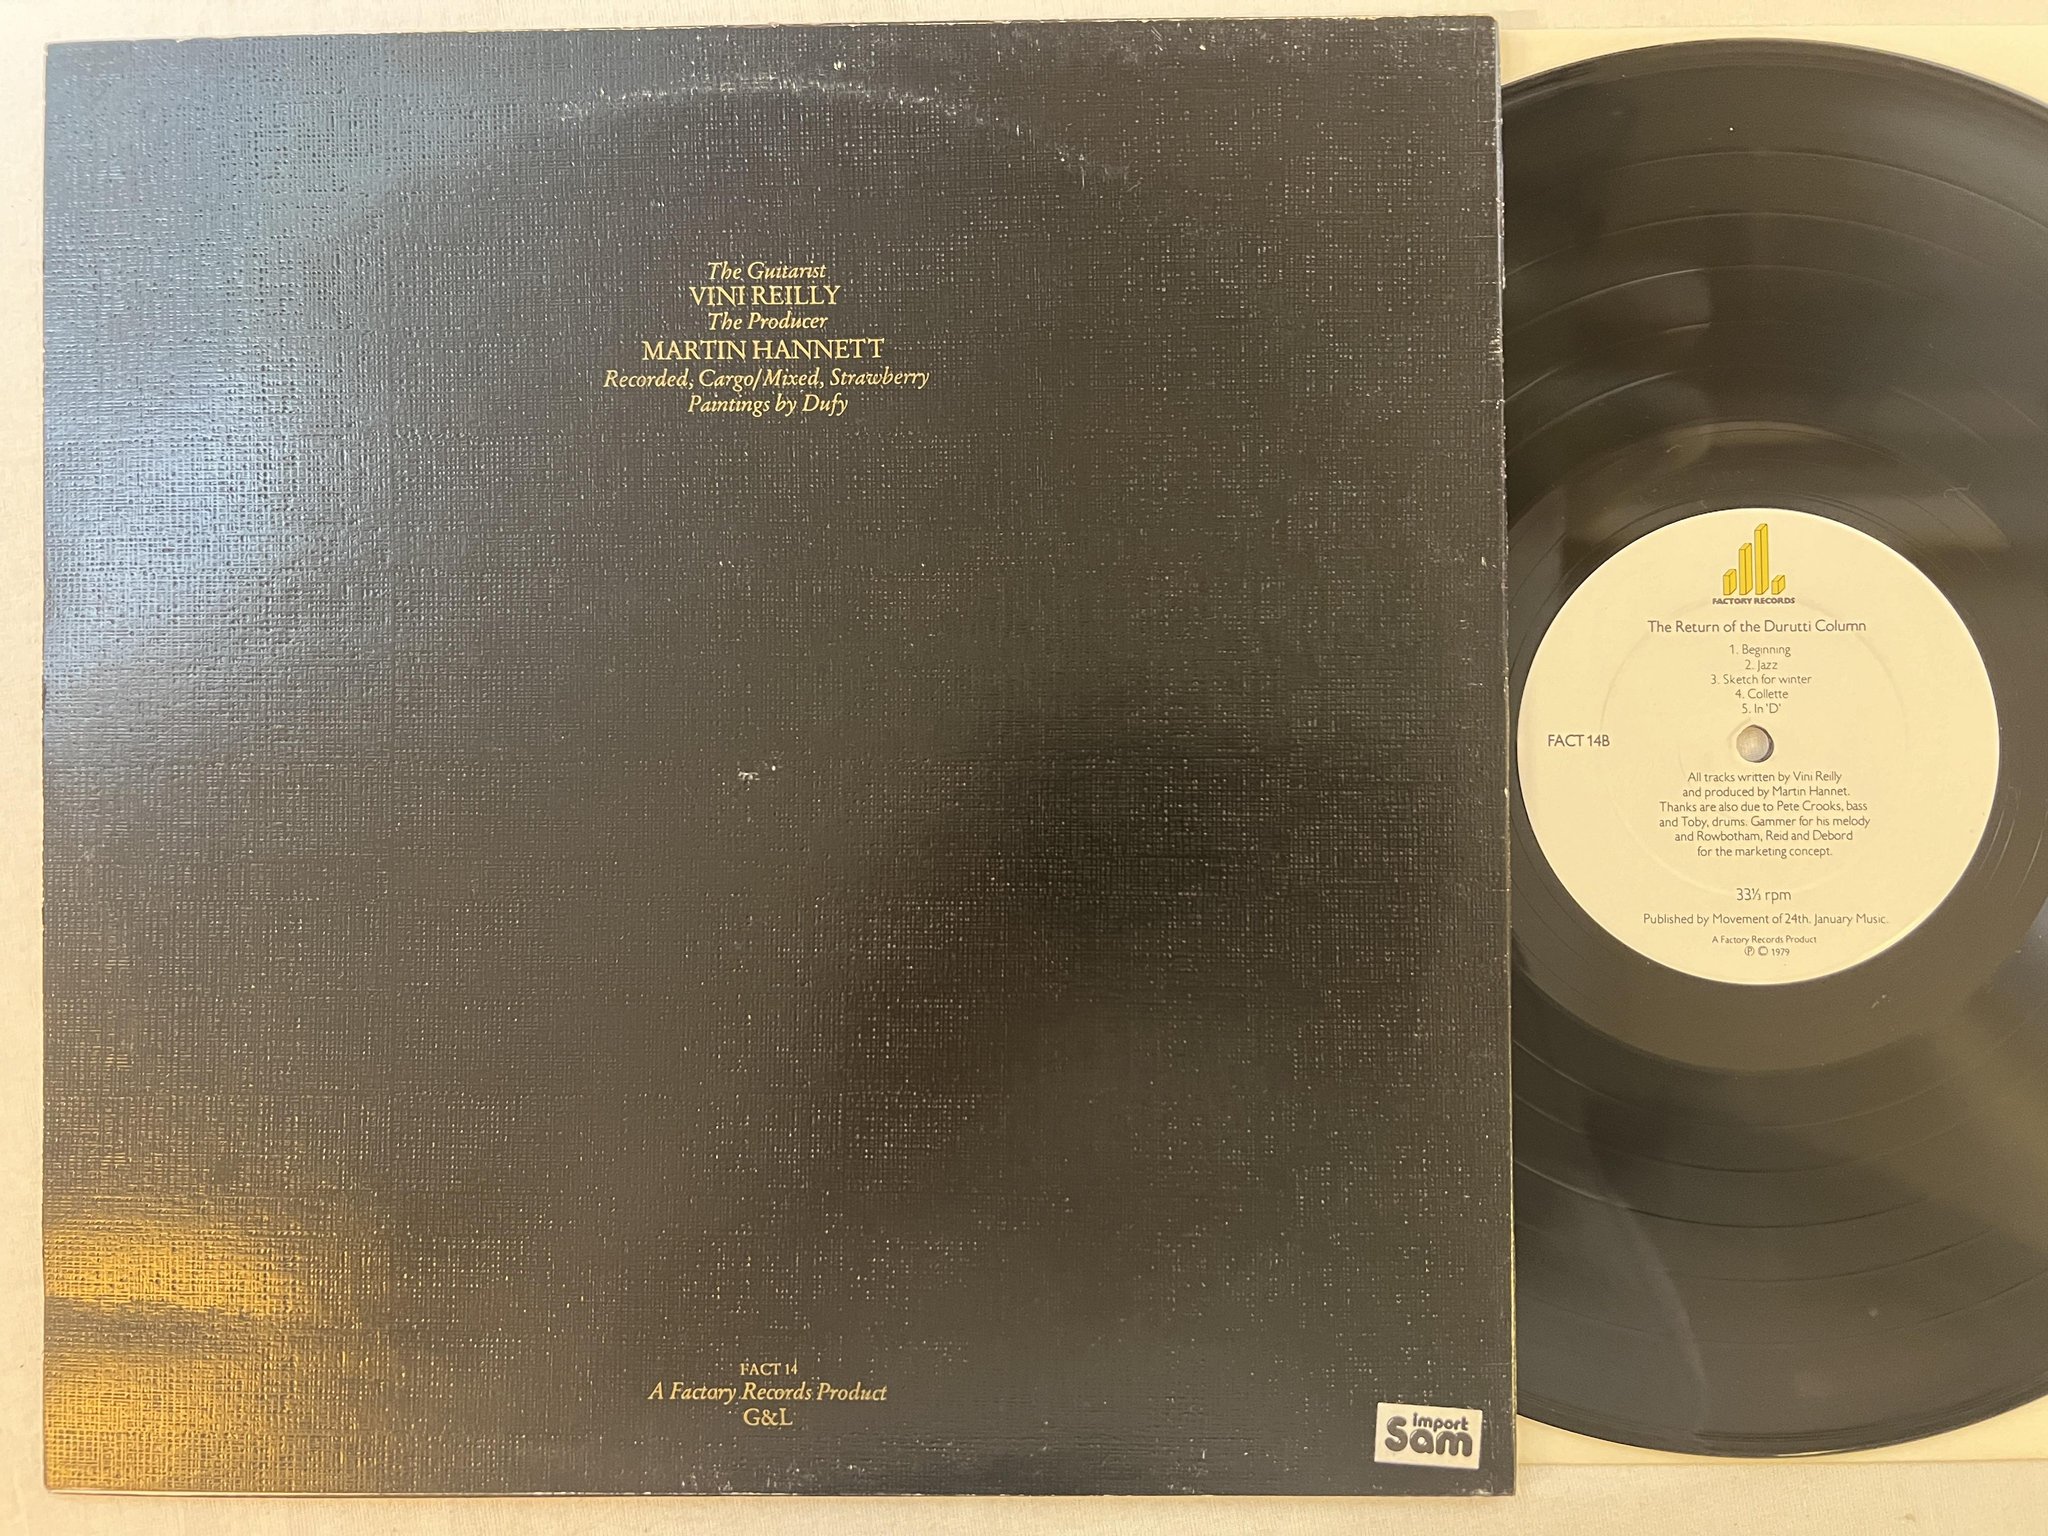 The Guitarist
VINI REILLY
The Producer
MARTIN HANNETT
Recorded, Cargo/Mixed, Strawberry
Paintings by Dufy
FACT 14
A Factory Records Product
G&L
import
Sam
FACTORY RECORDS
The Return of the Durutti Column
1. Beginning
2. Jazz
3. Sketch for winter
4. Collette
5. In 'D'
FACT 14B
All tracks written by Vini Reilly
and produced by Martin Hannet.
Thanks are also due to Pete Crooks, bass
and Toby, drums. Gammer for his melody
and Rowbotham, Reid and Debord
for the marketing concept.
33⅓ rpm
Published by Movement of 24th. January Music.
A Factory Records Product
℗ © 1979